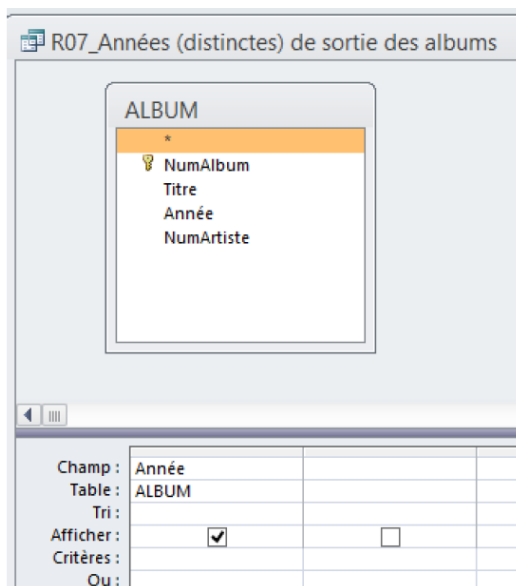 R07_Années (distinctes) de sortie des albums
ALBUM
*
NumAlbum
Titre
Année
NumArtiste
Champ : Année
Table : ALBUM
Tri :
Afficher :
Critères :
Ou :